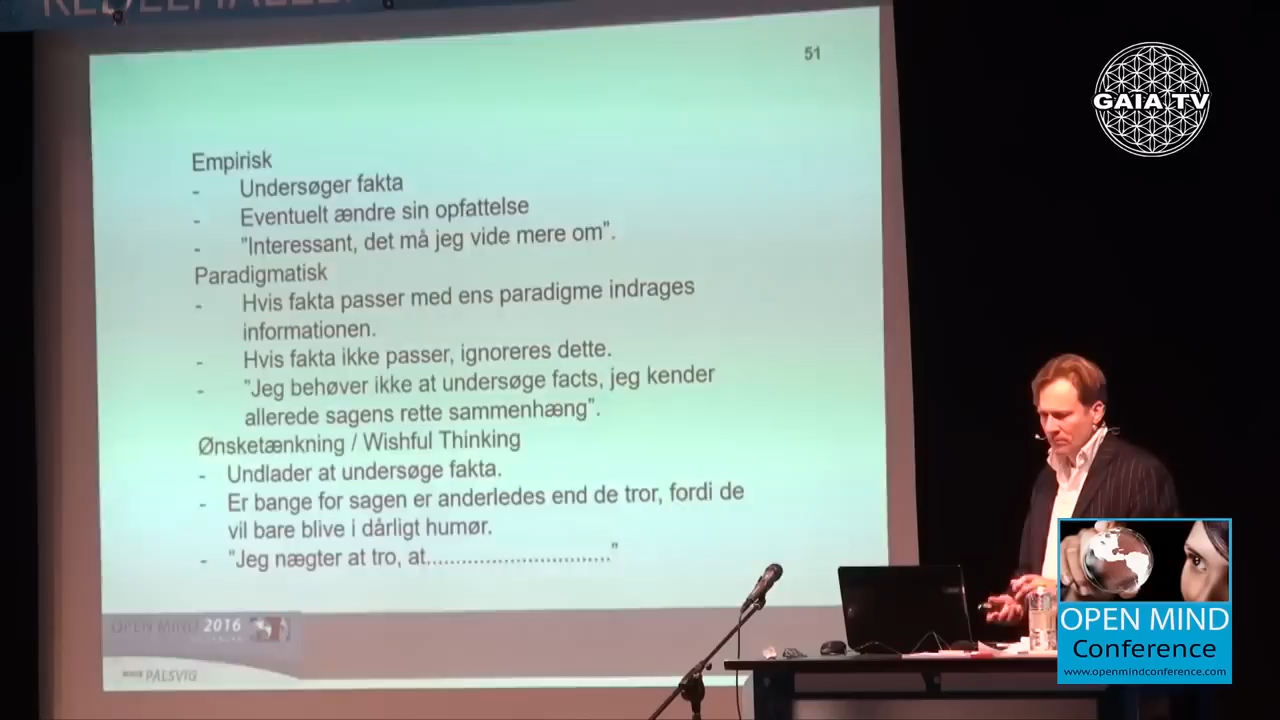 51
GAIA TV
Empirisk
- Undersøger fakta
- Eventuelt ændre sin opfattelse
- "Interessant, det må jeg vide mere om".
Paradigmatisk
- Hvis fakta passer med ens paradigme indrages
informationen.
- Hvis fakta ikke passer, ignoreres dette.
- "Jeg behøver ikke at undersøge facts, jeg kender
allerede sagens rette sammenhæng".
Ønsketænkning / Wishful Thinking
- Undlader at undersøge fakta.
- Er bange for sagen er anderledes end de tror, fordi de
vil bare blive i dårligt humør.
- "Jeg nægter at tro, at..............................."
OPEN MIND 2016
PALSVIG
OPEN MIND
Conference
www.openmindconference.com